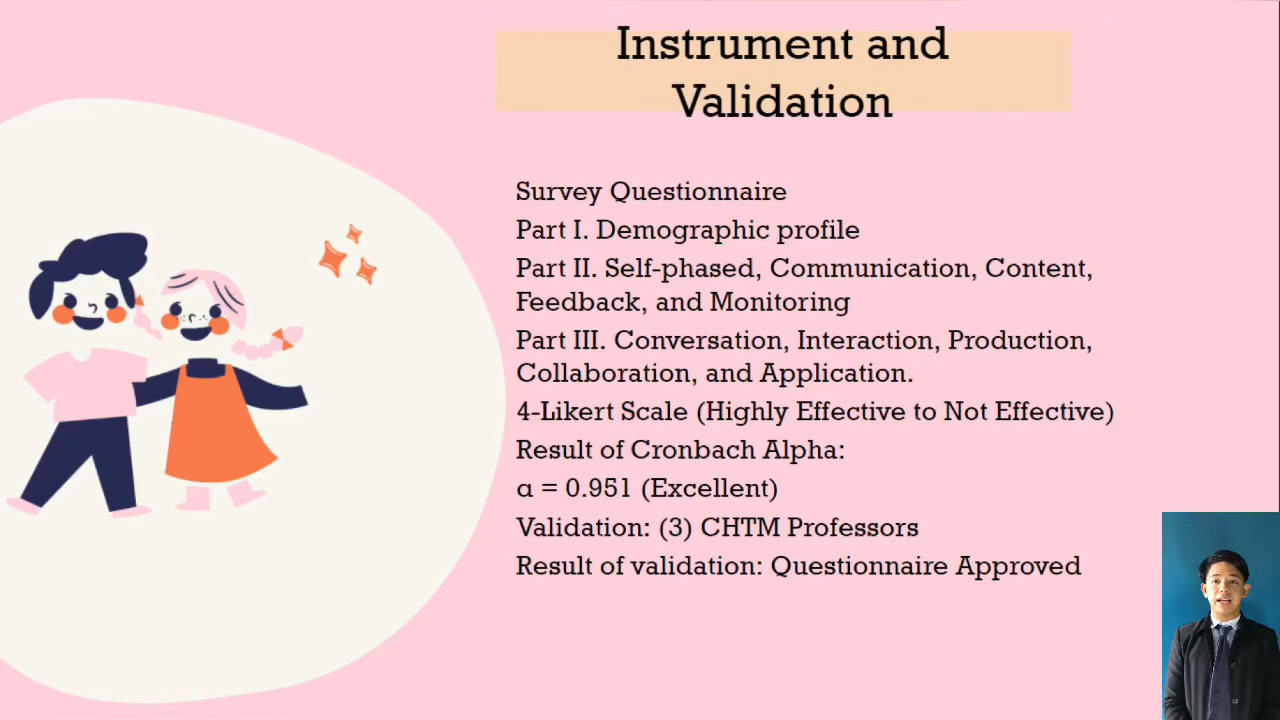 Instrument and
Validation
Survey Questionnaire
Part I. Demographic profile
Part II. Self-phased, Communication, Content,
Feedback, and Monitoring
Part III. Conversation, Interaction, Production,
Collaboration, and Application.
4-Likert Scale (Highly Effective to Not Effective)
Result of Cronbach Alpha:
α = 0.951 (Excellent)
Validation: (3) CHTM Professors
Result of validation: Questionnaire Approved